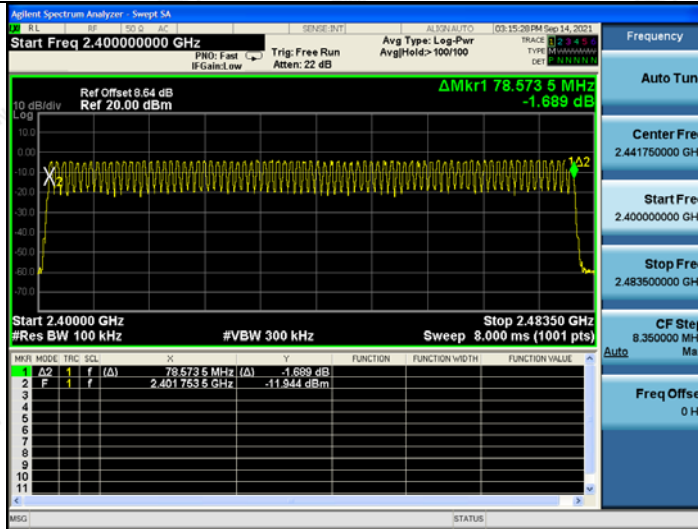 Agilent Spectrum Analyzer - Swept SA
RL RF 50 Ω AC SENSE:INT ALIGN AUTO 03:15:28 PM Sep 14, 2021
Start Freq 2.400000000 GHz
PNO: Fast
IFGain:Low
Trig: Free Run
Atten: 22 dB
Avg Type: Log-Pwr
Avg|Hold:> 100/100
TRACE 1 2 3 4 5 6
TYPE
DET P N N N N N
Frequency
ΔMkr1 78.573 5 MHz
-1.689 dB
Ref Offset 8.64 dB
10 dB/div Ref 20.00 dBm
Log
10.0
0.00
-10.0
-20.0
-30.0
-40.0
-50.0
-60.0
-70.0
2
1Δ2
Start 2.40000 GHz
Stop 2.48350 GHz
#Res BW 100 kHz
#VBW 300 kHz
Sweep 8.000 ms (1001 pts)
MKR MODE TRC SCL X Y FUNCTION FUNCTION WIDTH FUNCTION VALUE
1 Δ2 1 f (Δ) 78.573 5 MHz (Δ) -1.689 dB
2 F 1 f 2.401 753 5 GHz -11.944 dBm
3
4
5
6
7
8
9
10
11
Auto Tun
Center Fre
2.441750000 GH
Start Fre
2.400000000 GH
Stop Fre
2.483500000 GH
CF Ste
8.350000 MH
Auto Ma
Freq Offse
0 H
MSG
STATUS